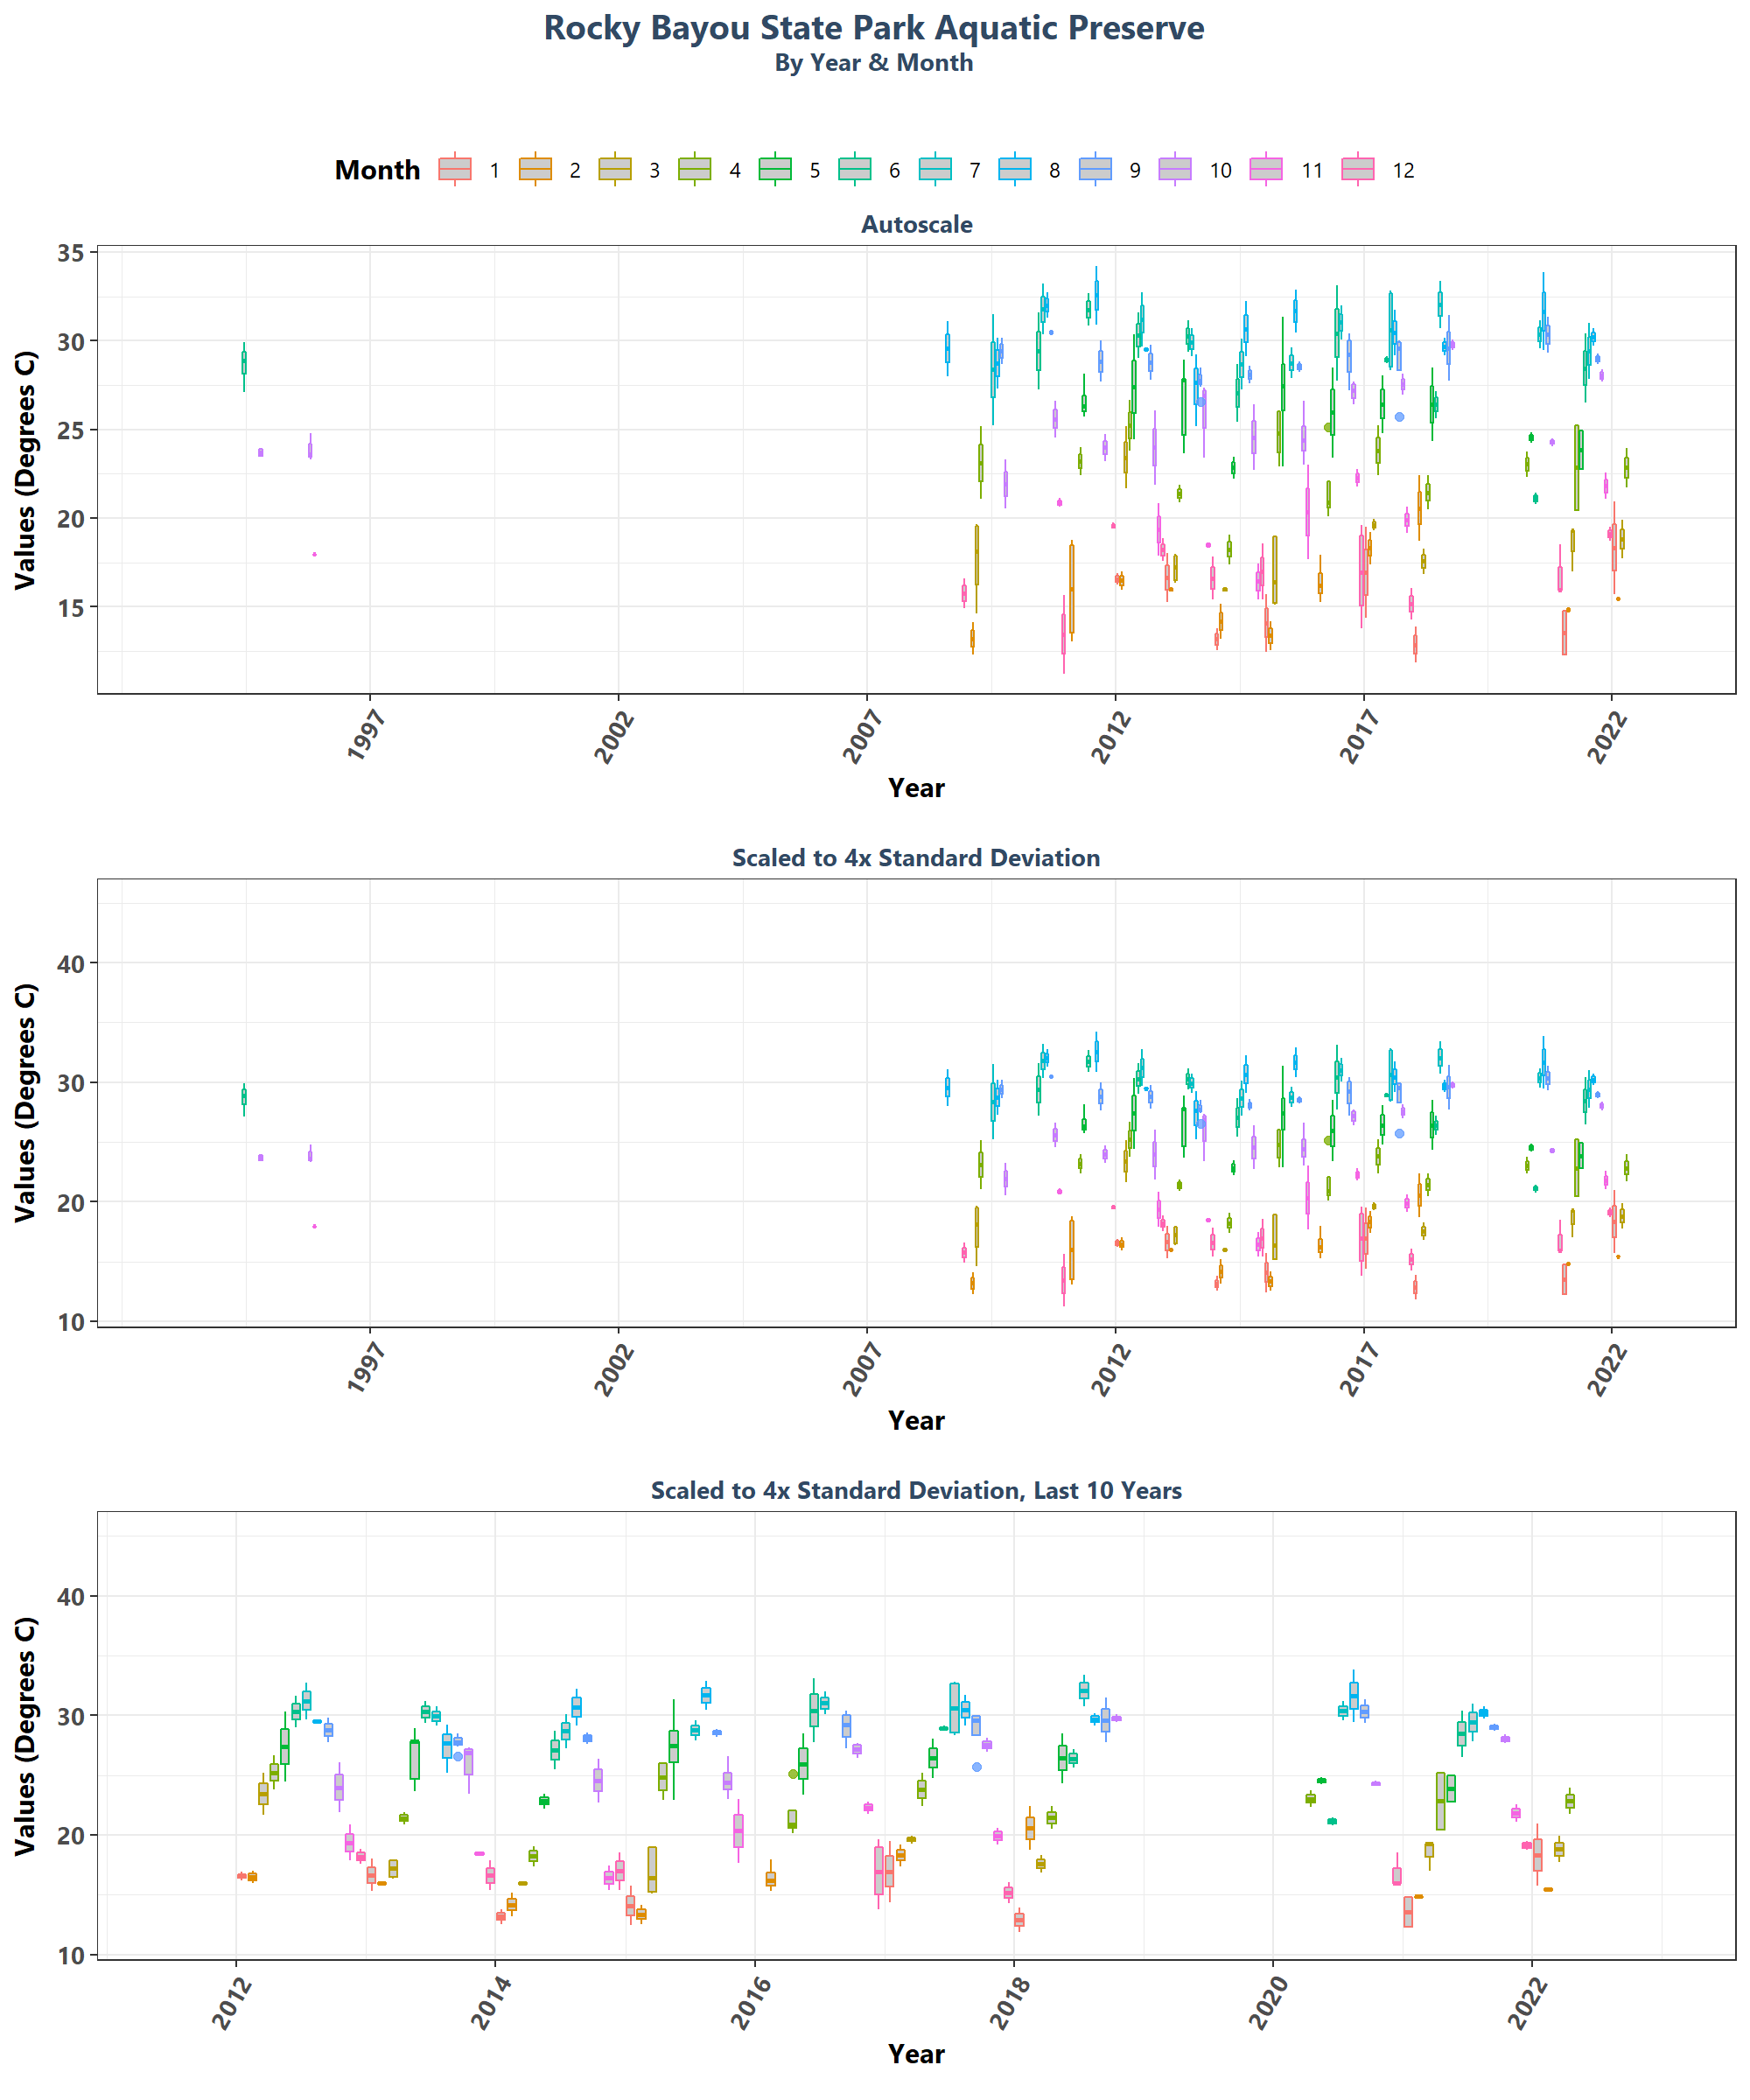 Rocky Bayou State Park Aquatic Preserve
By Year & Month
Month 1 2 3 4 5 6 7 8 9 10 11 12
Autoscale
Values (Degrees C)
35
30
25
20
15
1997 2002 2007 2012 2017 2022
Year
Scaled to 4x Standard Deviation
Values (Degrees C)
40
30
20
10
1997 2002 2007 2012 2017 2022
Year
Scaled to 4x Standard Deviation, Last 10 Years
Values (Degrees C)
40
30
20
10
2012 2014 2016 2018 2020 2022
Year